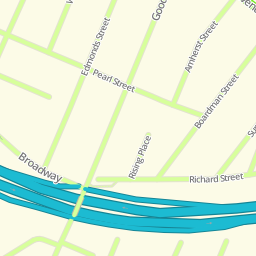 Edmonds Street
Pearl Street
Amherst Street
Boardman Street
Rising Place
Broadway
Richard Street